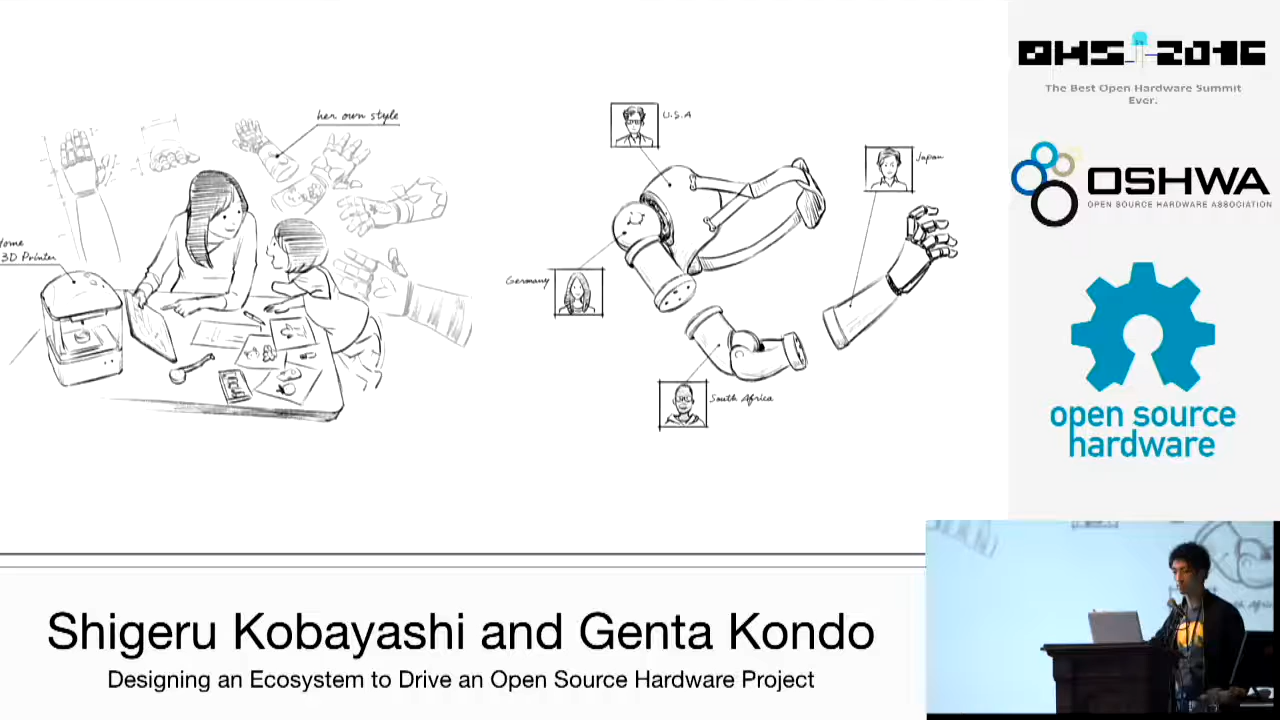 her own style
Home
3D Printer
U.S.A
Japan
Germany
South Africa
OHS 2016
The Best Open Hardware Summit
Ever.
OSHWA
OPEN SOURCE HARDWARE ASSOCIATION
open source
hardware
Shigeru Kobayashi and Genta Kondo
Designing an Ecosystem to Drive an Open Source Hardware Project